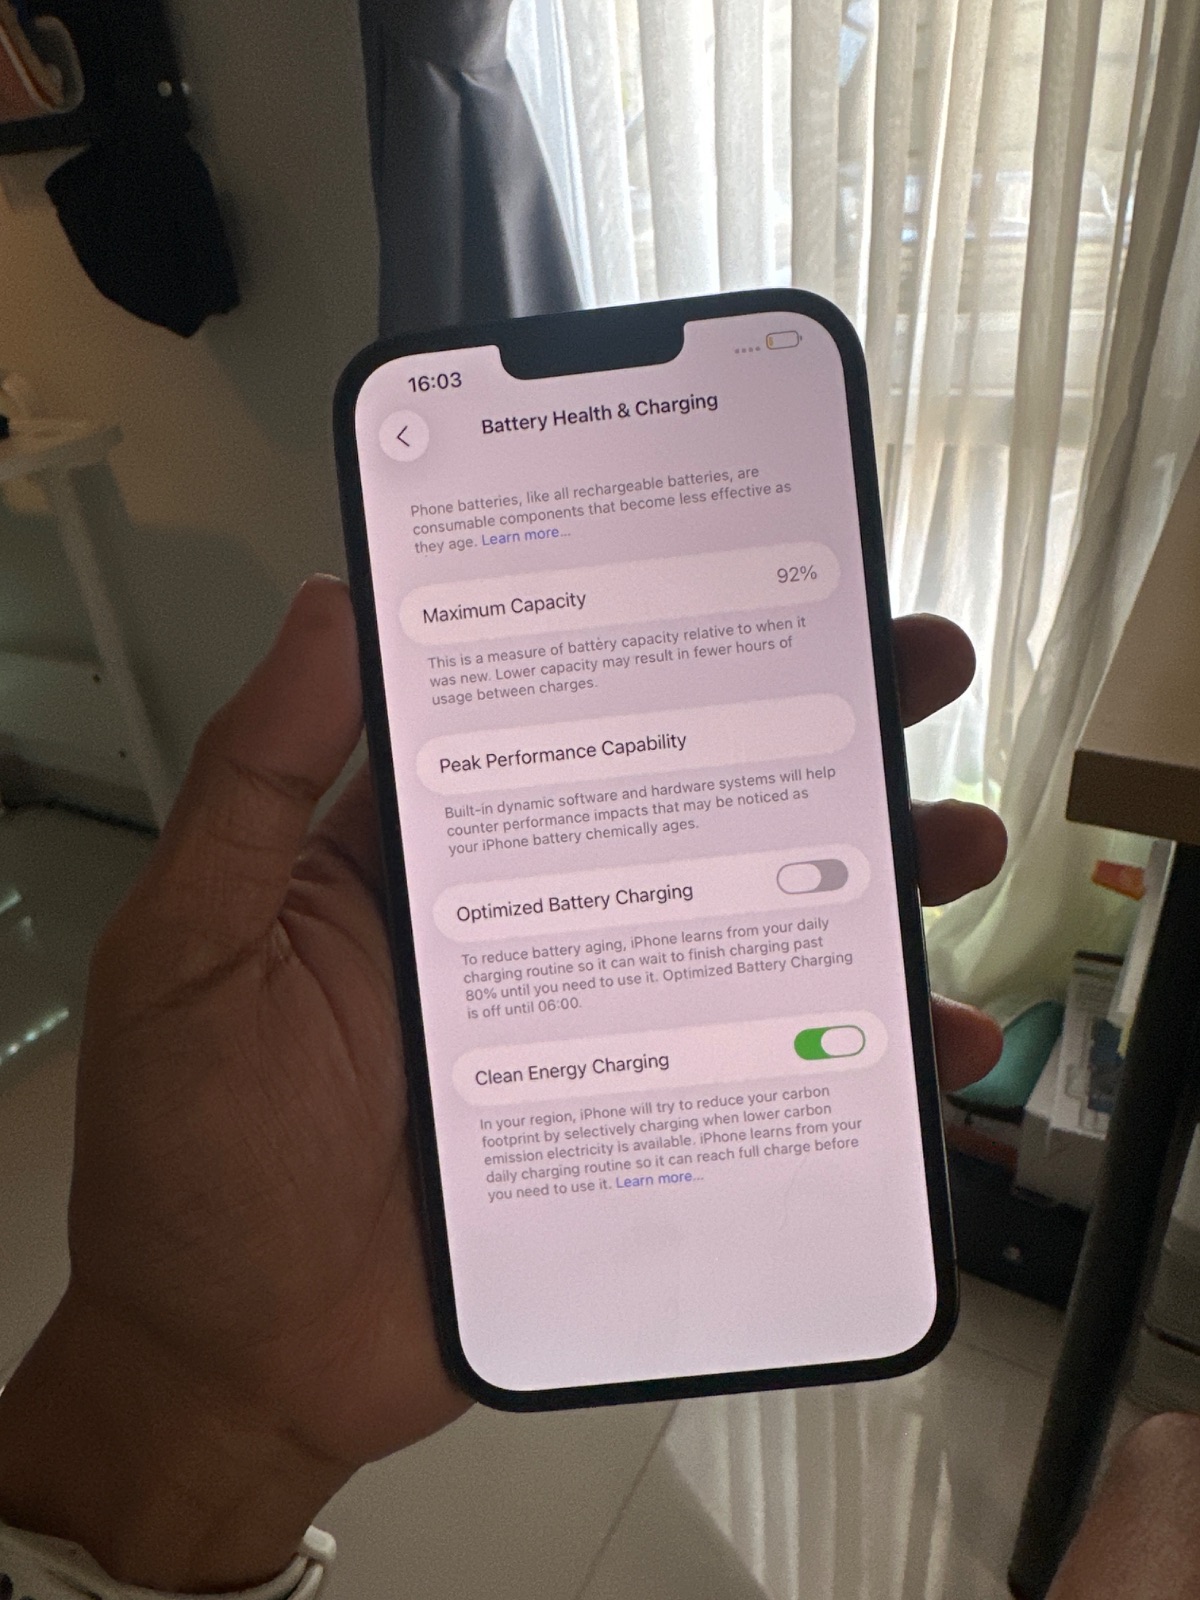 16:03
Battery Health & Charging
Phone batteries, like all rechargeable batteries, are
consumable components that become less effective as
they age. Learn more...
Maximum Capacity 92%
This is a measure of battery capacity relative to when it
was new. Lower capacity may result in fewer hours of
usage between charges.
Peak Performance Capability
Built-in dynamic software and hardware systems will help
counter performance impacts that may be noticed as
your iPhone battery chemically ages.
Optimized Battery Charging
To reduce battery aging, iPhone learns from your daily
charging routine so it can wait to finish charging past
80% until you need to use it. Optimized Battery Charging
is off until 06:00.
Clean Energy Charging
In your region, iPhone will try to reduce your carbon
footprint by selectively charging when lower carbon
emission electricity is available. iPhone learns from your
daily charging routine so it can reach full charge before
you need to use it. Learn more...